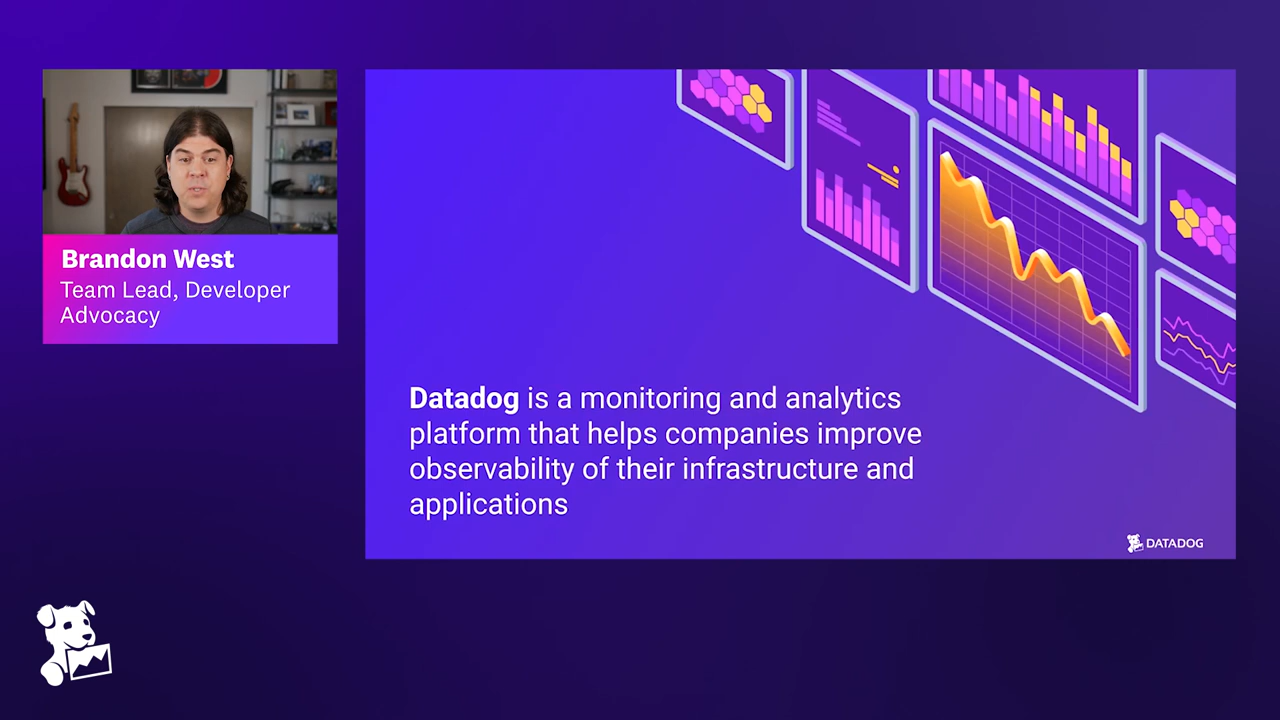 Brandon West
Team Lead, Developer
Advocacy
Datadog is a monitoring and analytics
platform that helps companies improve
observability of their infrastructure and
applications
DATADOG